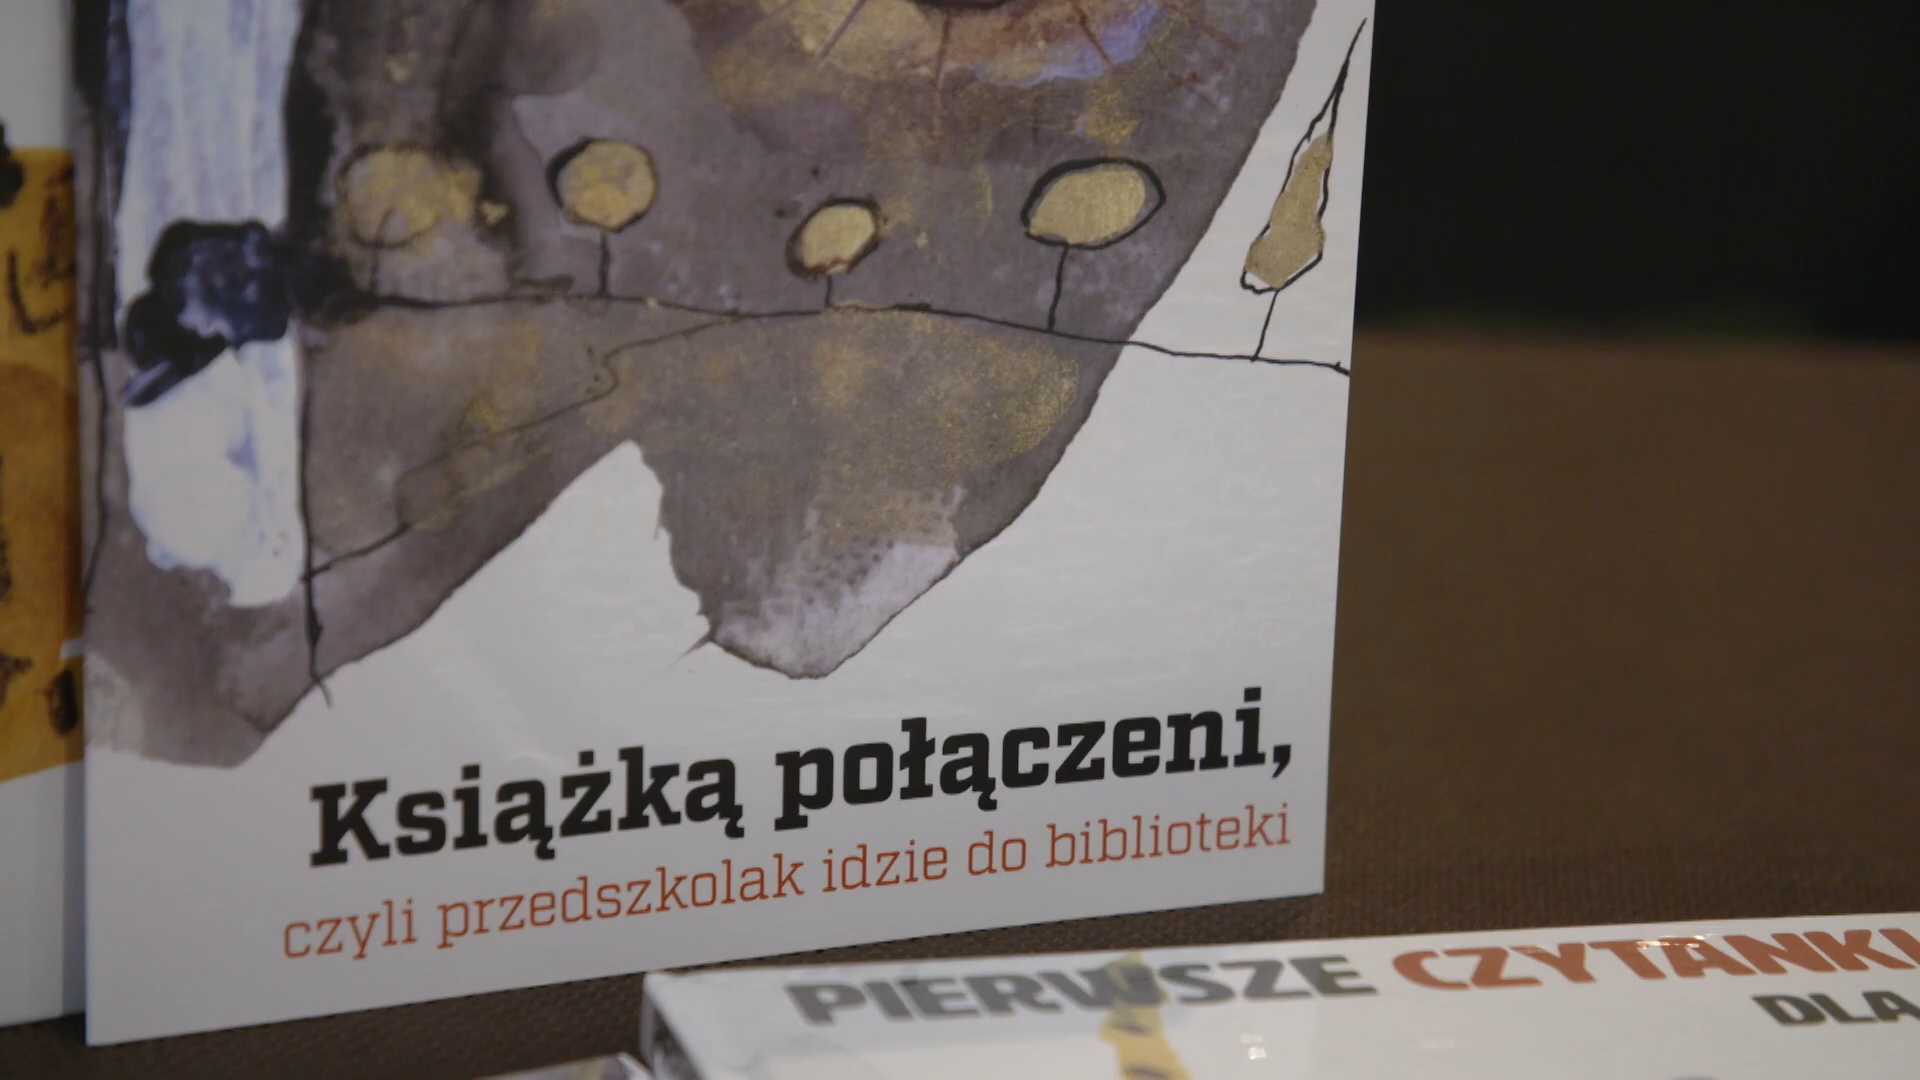 Książką połączeni,
czyli przedszkolak idzie do biblioteki
PIERWSZE CZYTANKI
DLA